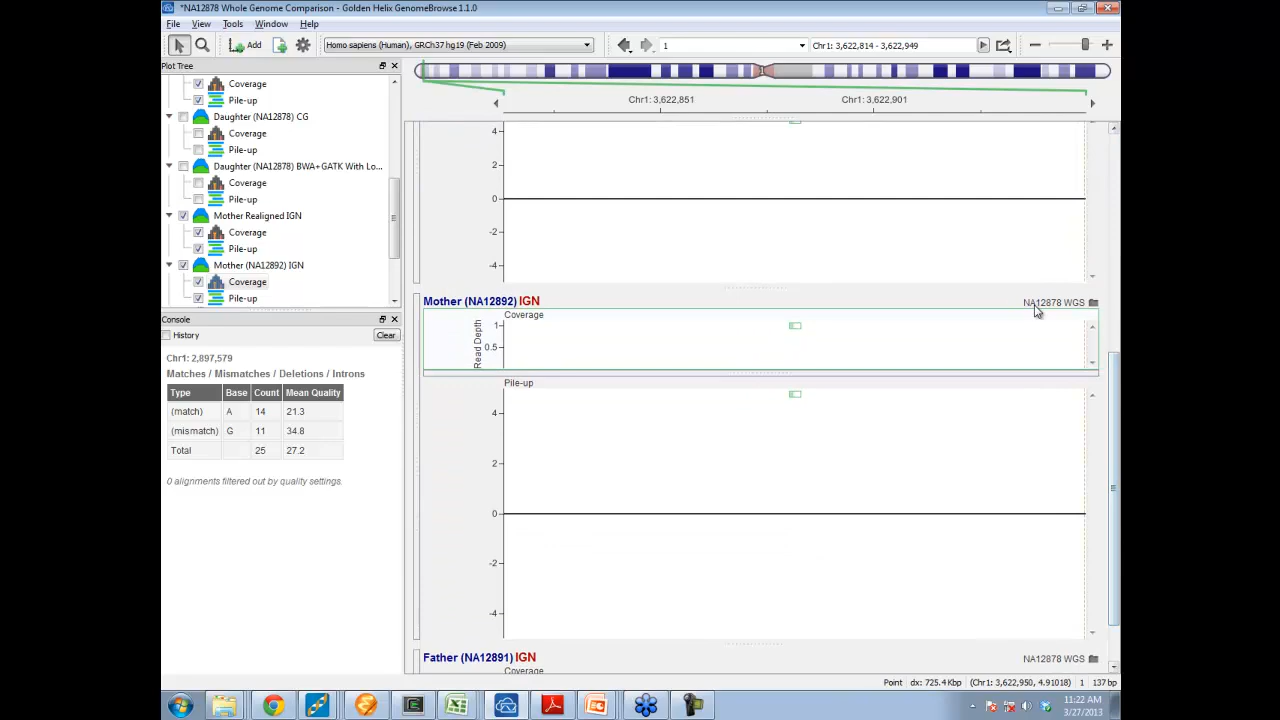 *NA12878 Whole Genome Comparison - Golden Helix GenomeBrowse 1.1.0
File View Tools Window Help
Add
Homo sapiens (Human), GRCh37 hg19 (Feb 2009)
1
Chr1: 3,622,814 - 3,622,949
Plot Tree
Coverage
Pile-up
Daughter (NA12878) CG
Coverage
Pile-up
Daughter (NA12878) BWA+GATK With Lo...
Coverage
Pile-up
Mother Realigned IGN
Coverage
Pile-up
Mother (NA12892) IGN
Coverage
Pile-up
Console
History
Clear
Chr1: 2,897,579
Matches / Mismatches / Deletions / Introns
Type Base Count Mean Quality
(match) A 14 21.3
(mismatch) G 11 34.8
Total 25 27.2
0 alignments filtered out by quality settings.
Chr1: 3,622,851
Chr1: 3,622,901
4
2
0
-2
-4
Mother (NA12892) IGN
NA12878 WGS
Coverage
Read Depth
1
0.5
Pile-up
4
2
0
-2
-4
Father (NA12891) IGN
NA12878 WGS
Coverage
Point dx: 725.4Kbp (Chr1: 3,622,950, 4.91018) 1 137bp
11:22 AM
3/27/2013